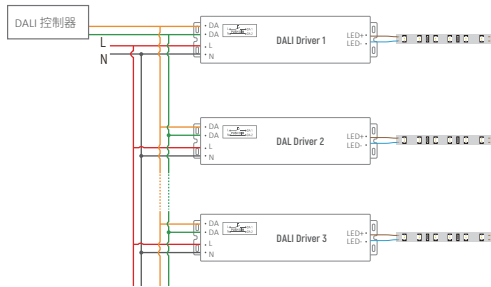 DALI 控制器
L
N
DA
DA
L
N
DALI Driver 1
LED+
LED-
DA
DA
L
N
DAL Driver 2
LED+
LED-
DA
DA
L
N
DALI Driver 3
LED+
LED-